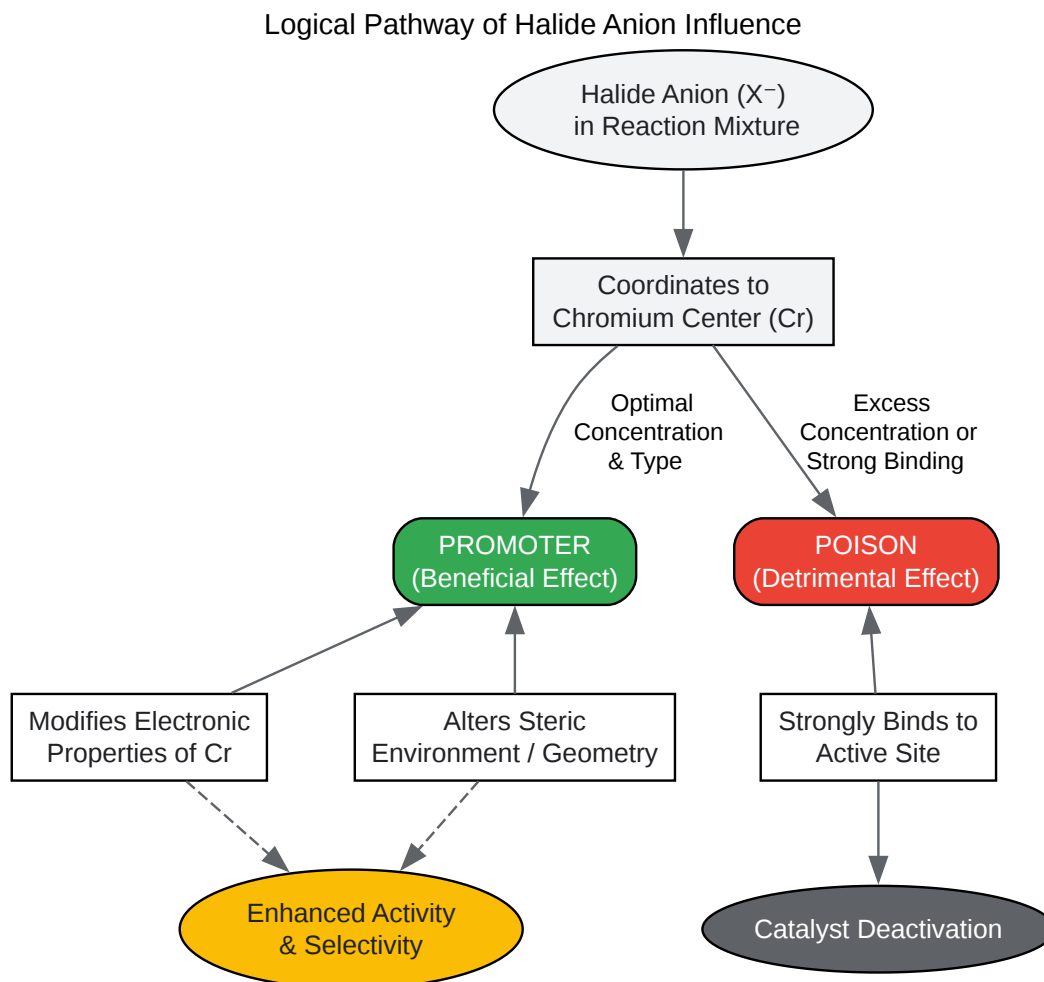 Logical Pathway of Halide Anion Influence
Halide Anion (X⁻)
in Reaction Mixture
Coordinates to
Chromium Center (Cr)
Optimal
Concentration
& Type
Excess
Concentration or
Strong Binding
PROMOTER
(Beneficial Effect)
POISON
(Detrimental Effect)
Modifies Electronic
Properties of Cr
Alters Steric
Environment / Geometry
Strongly Binds to
Active Site
Enhanced Activity
& Selectivity
Catalyst Deactivation